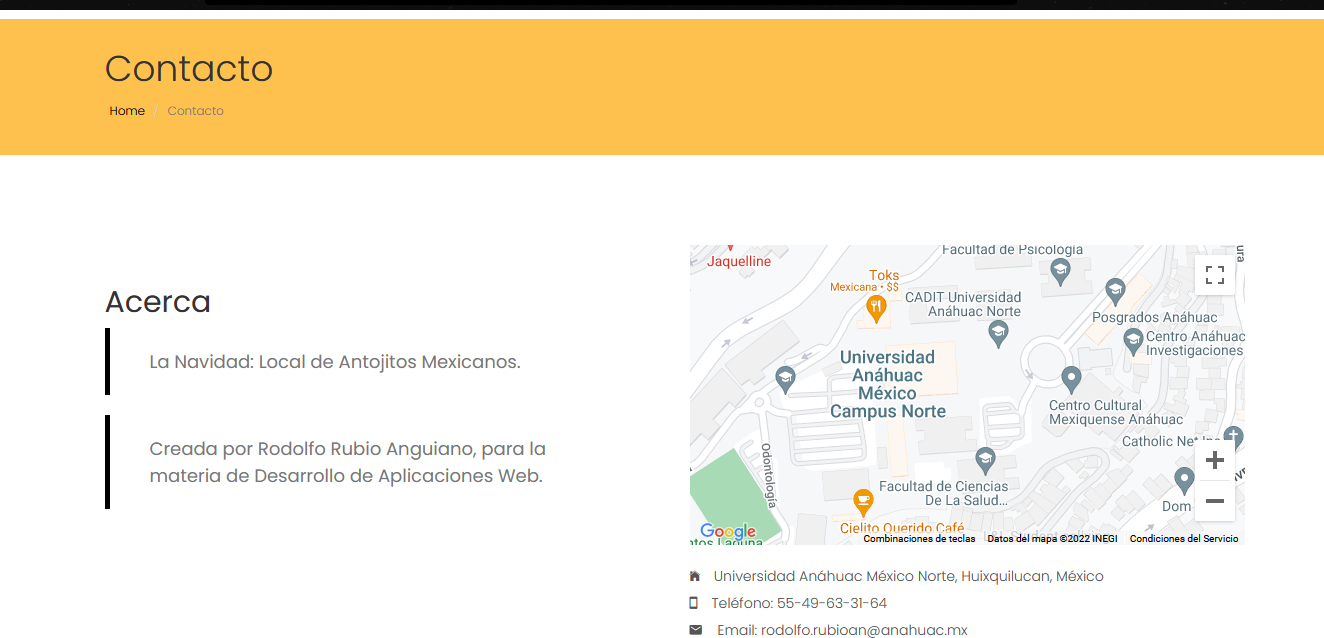 Contacto
Home / Contacto
Acerca
La Navidad: Local de Antojitos Mexicanos.
Creada por Rodolfo Rubio Anguiano, para la
materia de Desarrollo de Aplicaciones Web.
Facultad de Psicología
Jaquelline
Toks
Mexicana • $$
CADIT Universidad
Anáhuac Norte
Posgrados Anáhuac
Centro Anáhuac
Investigaciones
Universidad
Anáhuac
México
Campus Norte
Centro Cultural
Mexiquense Anáhuac
Catholic Net
Odontología
Facultad de Ciencias
De La Salud...
Dom
Cielito Querido Café
Google
Laguna
Combinaciones de teclas Datos del mapa ©2022 INEGI Condiciones del Servicio
Universidad Anáhuac México Norte, Huixquilucan, México
Teléfono: 55-49-63-31-64
Email: rodolfo.rubioan@anahuac.mx